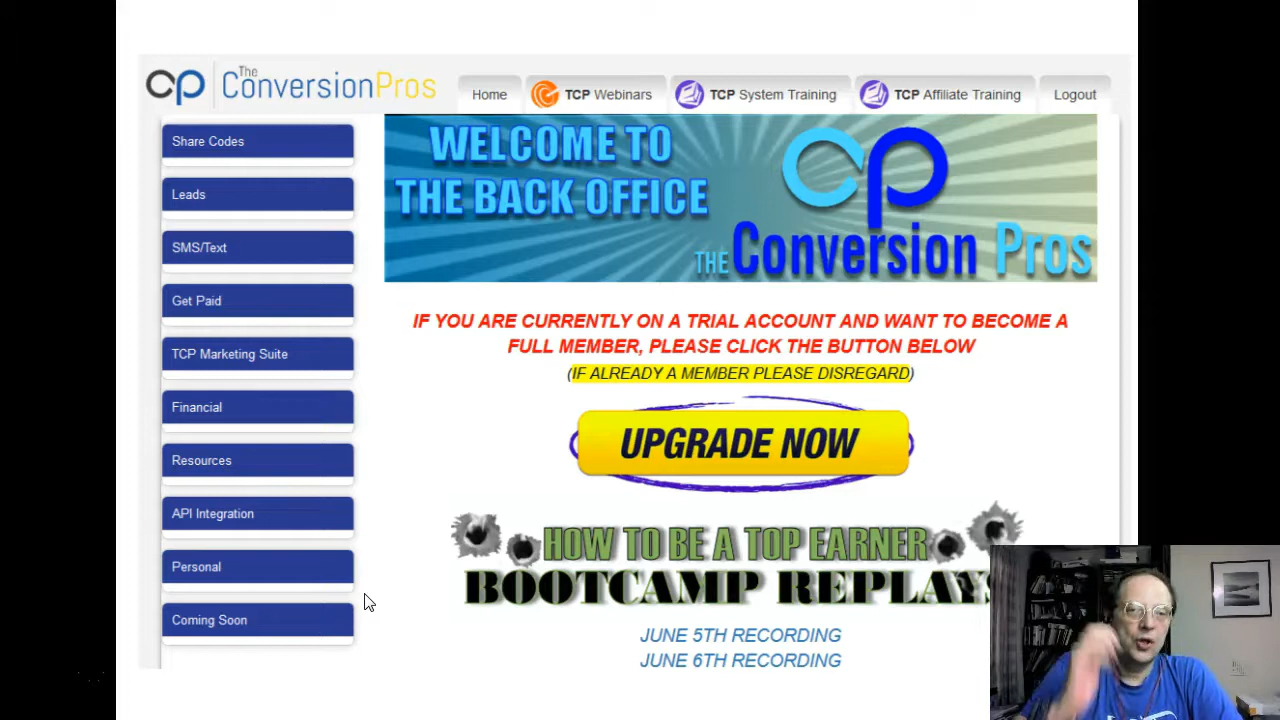 The
ConversionPros
Home
TCP Webinars
TCP System Training
TCP Affiliate Training
Logout
Share Codes
Leads
SMS/Text
Get Paid
TCP Marketing Suite
Financial
Resources
API Integration
Personal
Coming Soon
WELCOME TO
THE BACK OFFICE
cp
THE Conversion Pros
IF YOU ARE CURRENTLY ON A TRIAL ACCOUNT AND WANT TO BECOME A
FULL MEMBER, PLEASE CLICK THE BUTTON BELOW
(IF ALREADY A MEMBER PLEASE DISREGARD)
UPGRADE NOW
HOW TO BE A TOP EARNER
BOOTCAMP REPLAYS
JUNE 5TH RECORDING
JUNE 6TH RECORDING